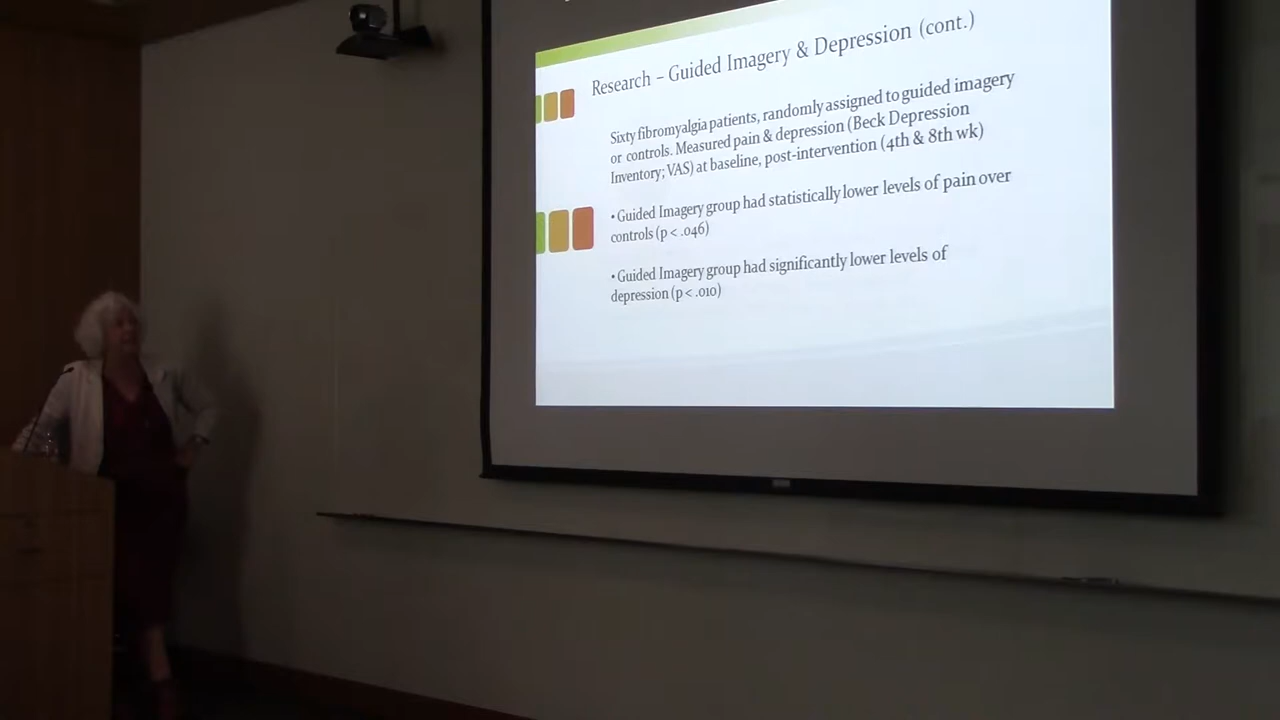 Research – Guided Imagery & Depression (cont.)
Sixty fibromyalgia patients, randomly assigned to guided imagery
or controls. Measured pain & depression (Beck Depression
Inventory; VAS) at baseline, post-intervention (4th & 8th wk)
• Guided Imagery group had statistically lower levels of pain over
controls (p < .046)
• Guided Imagery group had significantly lower levels of
depression (p < .010)